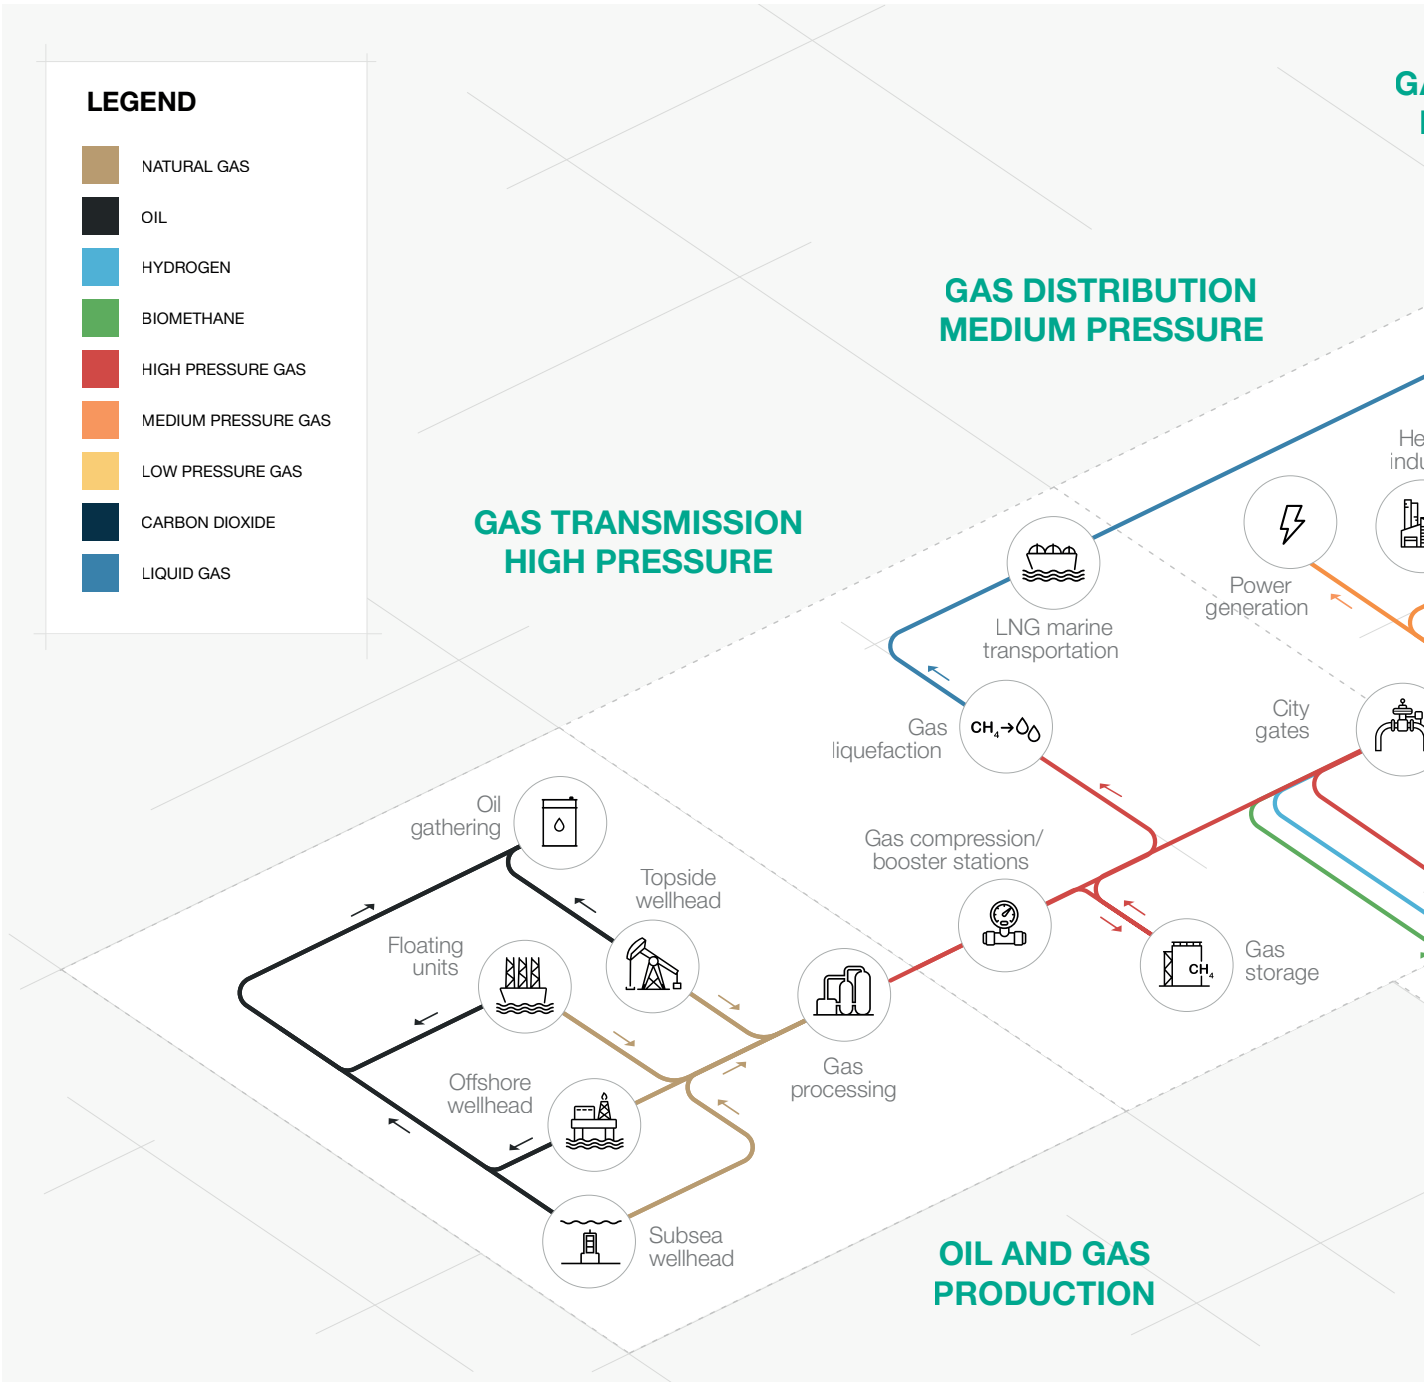 LEGEND
NATURAL GAS
OIL
HYDROGEN
BIOMETHANE
HIGH PRESSURE GAS
MEDIUM PRESSURE GAS
LOW PRESSURE GAS
CARBON DIOXIDE
LIQUID GAS
GAS DISTRIBUTION
MEDIUM PRESSURE
GAS TRANSMISSION
HIGH PRESSURE
Power
generation
LNG marine
transportation
City
gates
Gas
liquefaction
CH₄
Oil
gathering
Gas compression/
booster stations
Topside
wellhead
Floating
units
Gas
storage
CH₄
Gas
processing
Offshore
wellhead
Subsea
wellhead
OIL AND GAS
PRODUCTION